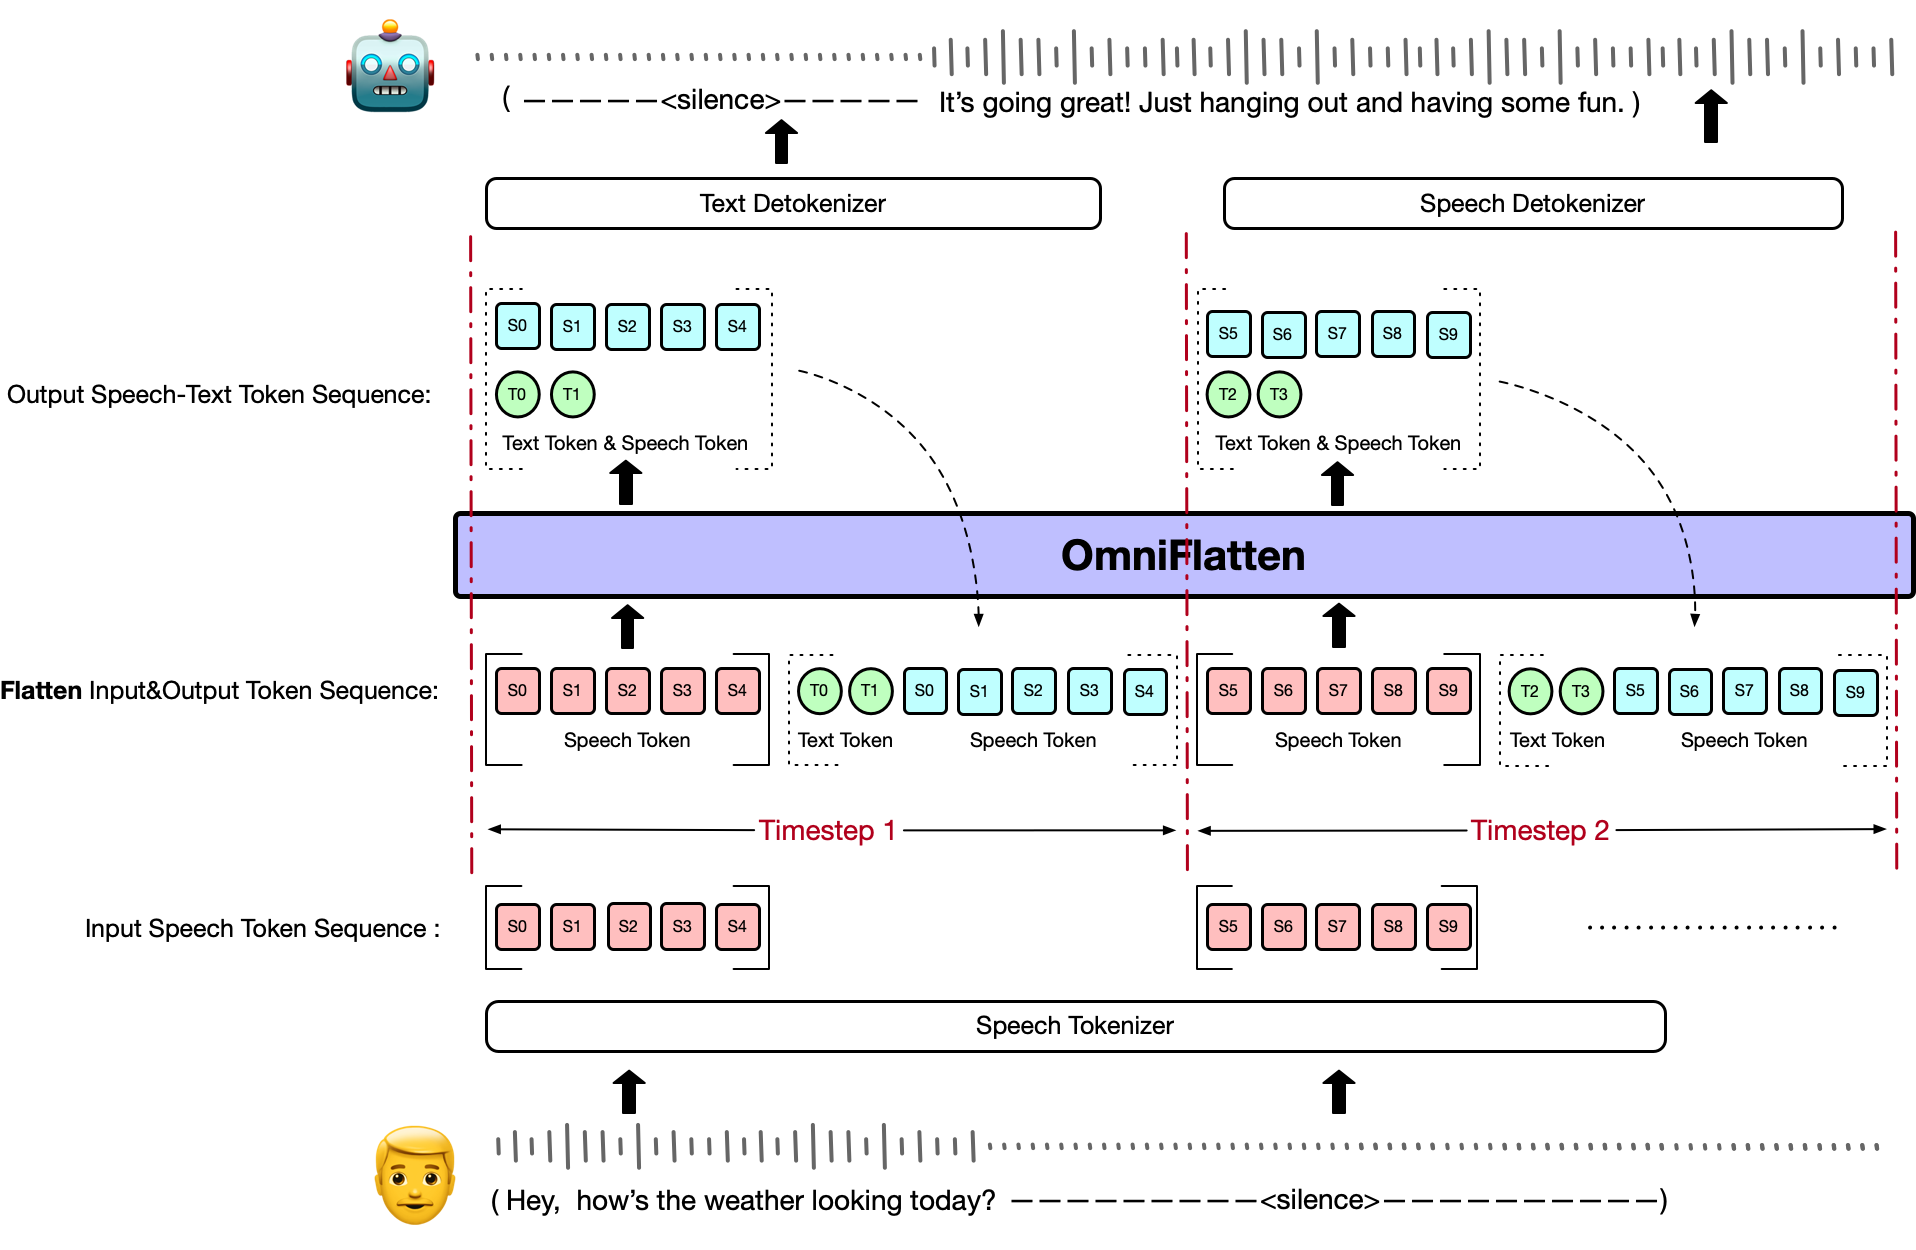 ( — — — — —<silence>— — — — — It’s going great! Just hanging out and having some fun. )
Text Detokenizer
Speech Detokenizer
S0 S1 S2 S3 S4
S5 S6 S7 S8 S9
Output Speech-Text Token Sequence:
T0 T1
T2 T3
Text Token & Speech Token
Text Token & Speech Token
OmniFlatten
Flatten Input&Output Token Sequence:
S0 S1 S2 S3 S4
T0 T1 S0 S1 S2 S3 S4
S5 S6 S7 S8 S9
T2 T3 S5 S6 S7 S8 S9
Speech Token
Text Token
Speech Token
Speech Token
Text Token
Speech Token
Timestep 1
Timestep 2
Input Speech Token Sequence :
S0 S1 S2 S3 S4
S5 S6 S7 S8 S9
Speech Tokenizer
( Hey, how’s the weather looking today? — — — — — — — — — —<silence>— — — — — — — — — — —)